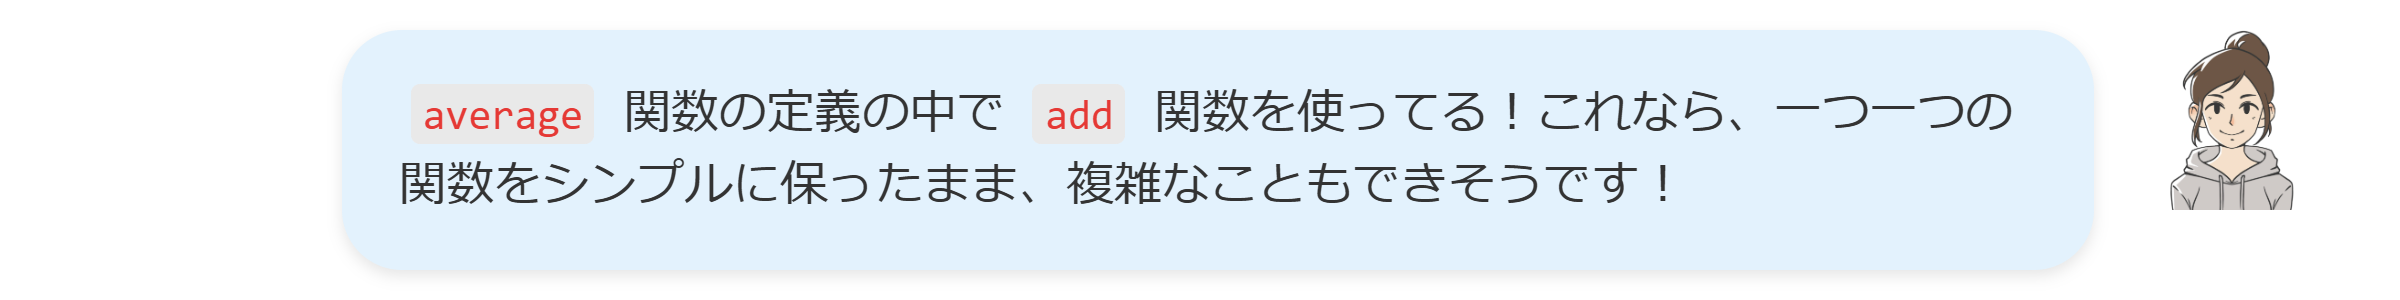 average 関数の定義の中で add 関数を使ってる！これなら、一つ一つの
関数をシンプルに保ったまま、複雑なこともできそうです！